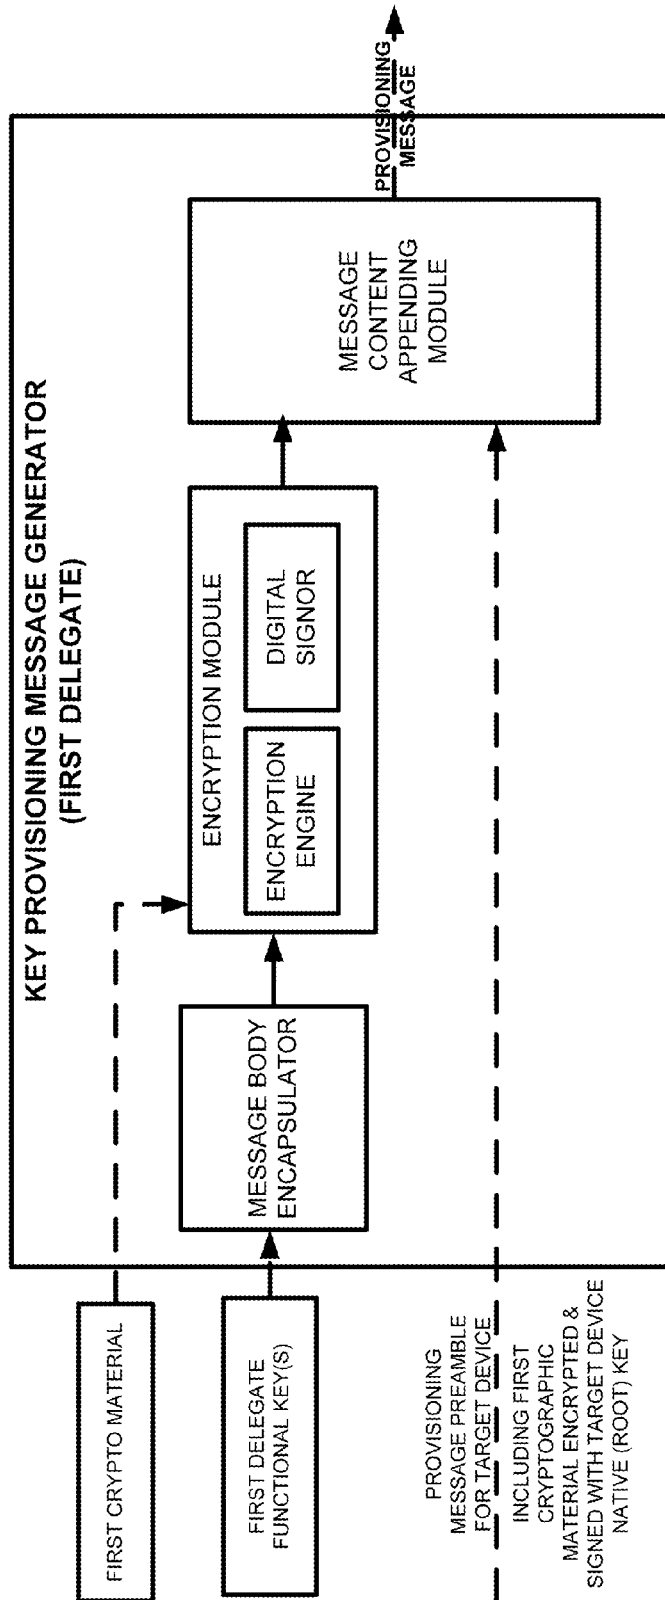 KEY PROVISIONING MESSAGE GENERATOR
(FIRST DELEGATE)
FIRST CRYPTO MATERIAL
FIRST DELEGATE
FUNCTIONAL KEY(S)
PROVISIONING
MESSAGE PREAMBLE
FOR TARGET DEVICE
INCLUDING FIRST
CRYPTOGRAPHIC
MATERIAL ENCRYPTED &
SIGNED WITH TARGET DEVICE
NATIVE (ROOT) KEY
MESSAGE BODY
ENCAPSULATOR
ENCRYPTION MODULE
ENCRYPTION
ENGINE
DIGITAL
SIGNOR
MESSAGE
CONTENT
APPENDING
MODULE
PROVISIONING
MESSAGE